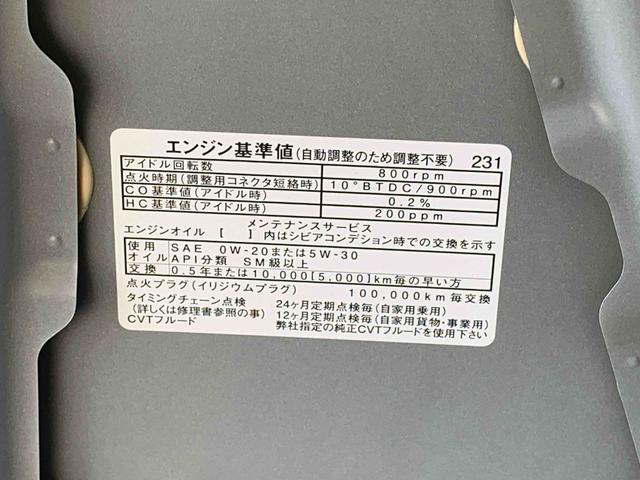 エンジン基準値(自動調整のため調整不要) 231
アイドル回転数 800rpm
点火時期(調整用コネクタ短絡時) 10°BTDC/900rpm
CO基準値(アイドル時) 0.2%
HC基準値(アイドル時) 200ppm
メンテナンスサービス
エンジンオイル [ ]内はシビアコンデション時での交換を示す
使用 SAE 0W-20または5W-30
オイル API分類 SM級以上
交換 0.5年または10,000[5,000]km毎の早い方
点火プラグ(イリジウムプラグ) 100,000km毎交換
タイミングチェーン点検 24ヶ月定期点検毎(自家用乗用)
(詳しくは修理書参照の事) 12ヶ月定期点検毎(自家用貨物・事業用)
CVTフルード 弊社指定の純正CVTフルードを使用下さい